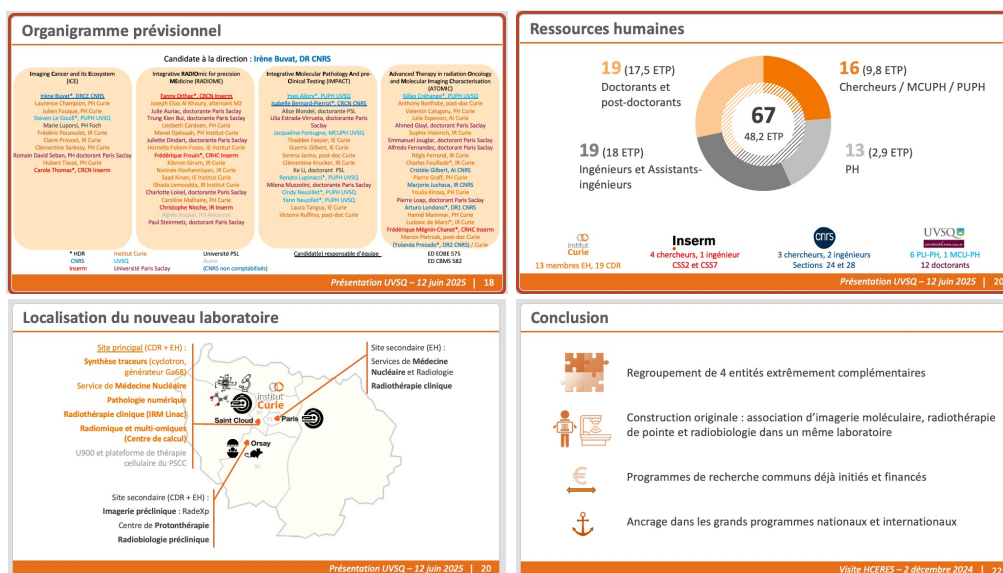 Organigramme prévisionnel
Candidate à la direction : Irène Buvat, DR CNRS
Imaging Cancer and its Ecosystem
(ICE)
Irène Buvat*, DRCE CNRS
Laurence Champion, PH Curie
Julien Fouque, PH Curie
Steven Le Gouill*, PUPH UVSQ
Marie Luporsi, PH Foch
Frédéric Pouzoulet, IR Curie
Claire Provost, IR Curie
Clémentine Sarkozy, PH Curie
Romain David Seban, PH doctorant Paris Saclay
Hubert Tissot, PH Curie
Carole Thomas*, CRCN Inserm
Integrative RADIOmic for precision
MEdicine (RADIOME)
Fanny Orlhac*, CRCN Inserm
Joseph Elias Al Khoury, alternant M2
Julie Auriac, doctorante Paris Saclay
Trung Kien Bui, doctorant Paris Saclay
Liesbeth Cardoen, PH Curie
Manal Djelouah, PH Institut Curie
Juliette Dindart, doctorante Paris Saclay
Hornela Fokem-Fosso, IE Institut Curie
Frédérique Frouin*, CRHC Inserm
Kibrom Girum, IR Curie
Narinée Hovhannisyan, IR Curie
Saad Kinan, IE Institut Curie
Ghada Lemoudda, IR Institut Curie
Charlotte Loisel, doctorante Paris Saclay
Caroline Malhaire, PH Curie
Christophe Nioche, IR Inserm
Paul Steinmetz, doctorant Paris Saclay
Integrative Molecular Pathology And pre-
Clinical Testing (IMPACT)
Yves Allory*, PUPH UVSQ
Isabelle Bernard-Pierrot*, CRCN CNRS
Alice Blondel, doctorante PSL
Lilia Estrada-Virrueta, doctorante Paris
Saclay
Jacqueline Fontugne, MCUPH UVSQ
Thaddée Fassier, IE Curie
Guerric Gilbert, IE Curie
Serena Janho, post-doc Curie
Clémentine Krucker, IR Curie
Ke Li, doctorant PSL
Renato Lupinacci*, PUPH UVSQ
Milena Muzzolini, doctorante Paris Saclay
Cindy Neuzillet*, PUPH UVSQ
Yann Neuzillet*, PUPH UVSQ
Laura Tanguy, IE Curie
Victoire Ruffino, post-doc Curie
Advanced Therapy in radiation Oncology
and Molecular Imaging Characterisation
(ATOMIC)
Gilles Créhange*, PUPH UVSQ
Anthony Bonfrate, post-doc Curie
Valentin Calugaru, PH Curie
Julie Espenon, AI Curie
Ahmed Glayl, doctorant Paris Saclay
Sophie Heinrich, IR Curie
Emmanuel Jouglar, doctorant Paris-Saclay
Alfredo Fernandez, doctorant Paris Saclay
Régis Ferrand, IR Curie
Charles Fouillade*, IR Curie
Cristèle Gilbert, AI CNRS
Pierre Graff, PH Curie
Marjorie Juchaux, IR CNRS
Youlia Kirova, PH Curie
Pierre Loap, doctorant Paris Saclay
Arturo Londono*, DR1 CNRS
Hamid Mammar, PH Curie
Ludovic de Marzi*, IR Curie
Frédérique Mégnin-Chanet*, CRHC Inserm
Martin Pietrzak, post-doc Curie
(Yolanda Prezado*, DR2 CNRS) / Curie
* HDR
CNRS
Inserm
Institut Curie
UVSQ
Université Paris Saclay
Université PSL
Autre
(CNRS non comptabilisés)
Candidat(e) responsable d'équipe
ED EOBE 575
ED CBMS 582
Présentation UVSQ – 12 juin 2025 | 18
Ressources humaines
19 (17,5 ETP)
Doctorants et
post-doctorants
16 (9,8 ETP)
Chercheurs / MCUPH / PUPH
67
48,2 ETP
19 (18 ETP)
Ingénieurs et Assistants-
ingénieurs
13 (2,9 ETP)
PH
institut
Curie
13 membres EH, 19 CDR
Inserm
4 chercheurs, 1 ingénieur
CSS2 et CSS7
cnrs
3 chercheurs, 2 ingénieurs
Sections 24 et 28
UVSQ
6 PU-PH, 1 MCU-PH
12 doctorants
Présentation UVSQ – 12 juin 2025 | 20
Localisation du nouveau laboratoire
Site principal (CDR + EH) :
Synthèse traceurs (cyclotron,
générateur Ga68)
Service de Médecine Nucléaire
Pathologie numérique
Radiothérapie clinique (IRM Linac)
Radiomique et multi-omiques
(Centre de calcul)
U900 et plateforme de thérapie
cellulaire du PSCC
Site secondaire (EH) :
Services de Médecine
Nucléaire et Radiologie
Radiothérapie clinique
institut
Curie
Saint Cloud
Paris
Orsay
Site secondaire (CDR + EH) :
Imagerie préclinique : RadeXp
Centre de Protonthérapie
Radiobiologie préclinique
Présentation UVSQ – 12 juin 2025 | 20
Conclusion
Regroupement de 4 entités extrêmement complémentaires
Construction originale : association d'imagerie moléculaire, radiothérapie
de pointe et radiobiologie dans un même laboratoire
€
Programmes de recherche communs déjà initiés et financés
Ancrage dans les grands programmes nationaux et internationaux
Visite HCERES – 2 décembre 2024 | 22